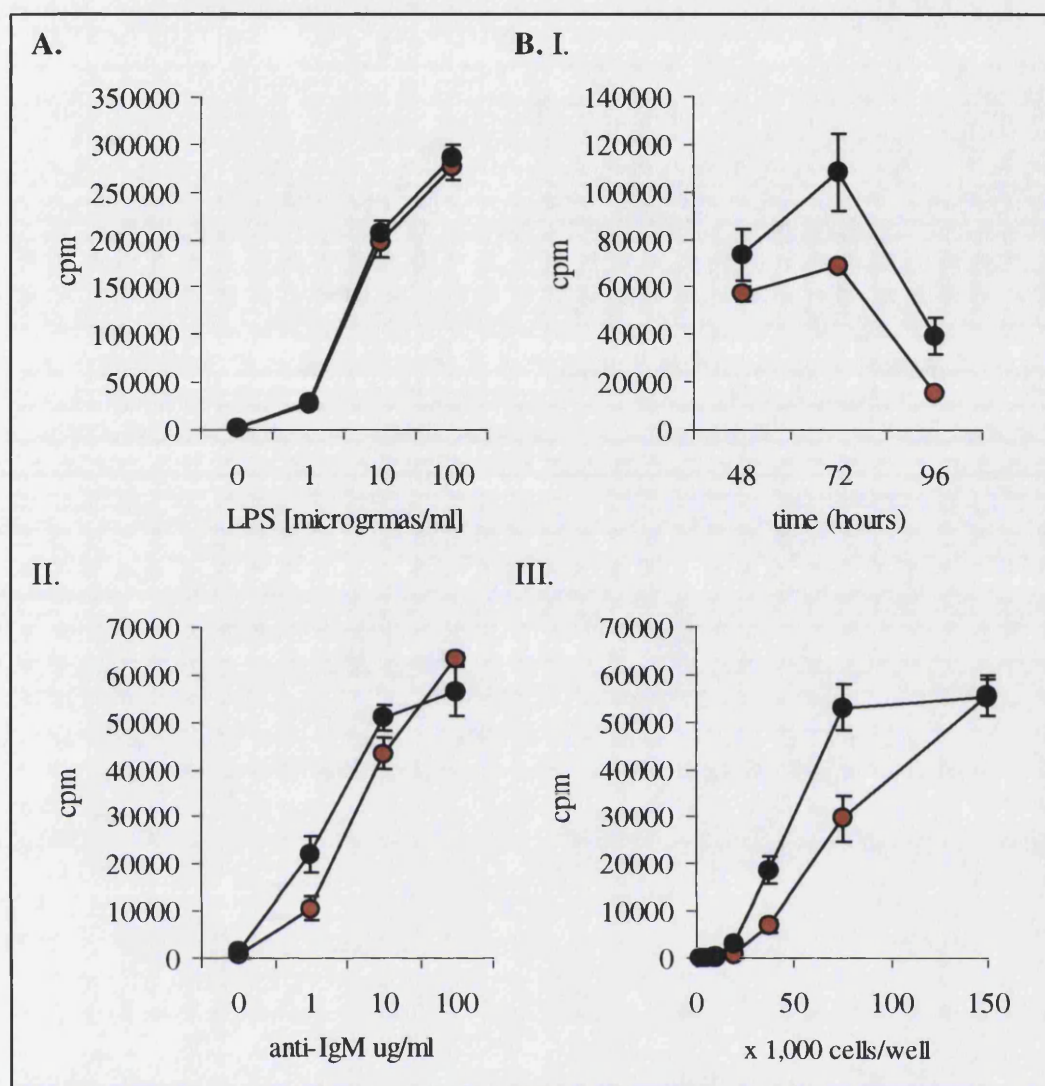 A.
350000
300000
250000
200000
150000
100000
50000
0
cpm
0 1 10 100
LPS [microgrmas/ml]
B. I.
140000
120000
100000
80000
60000
40000
20000
0
cpm
48 72 96
time (hours)
II.
70000
60000
50000
40000
30000
20000
10000
0
cpm
0 1 10 100
anti-IgM ug/ml
III.
70000
60000
50000
40000
30000
20000
10000
0
cpm
0 50 100 150
x 1,000 cells/well